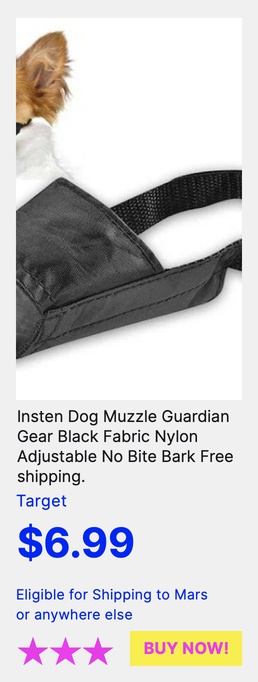 Insten Dog Muzzle Guardian
Gear Black Fabric Nylon
Adjustable No Bite Bark Free
shipping.
Target
$6.99
Eligible for Shipping to Mars
or anywhere else
BUY NOW!